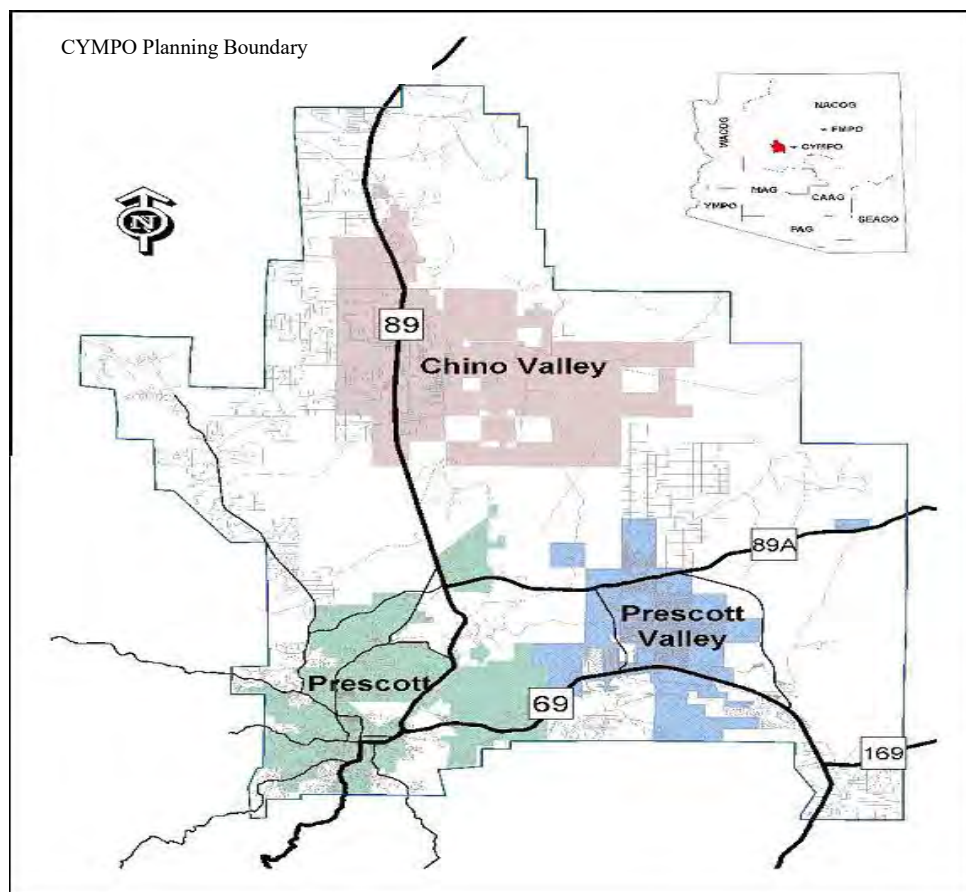 CYMPO Planning Boundary
NACOG
WACOG
FMPO
CYMPO
MAG
CAAG
YMPO
SEAGO
PAG
N
89
Chino Valley
89A
Prescott
Valley
Prescott
69
169